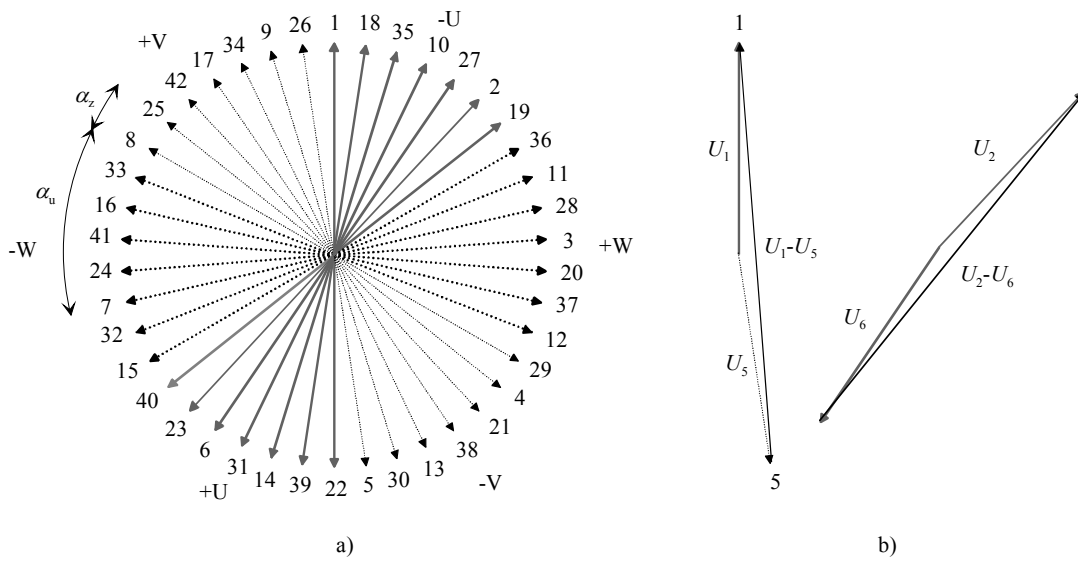 26 1 18 -U
9 35
34 10
+V 17 27
42 2
α_z 25 19
8 36
33 11
α_u 16 28
-W 41 3 +W
24 20
7 37
32 12
15 29
40 4
23 21
6 38
31 13
+U 14 39 22 5 30 -V
a)
1
U_1
U_2
U_1-U_5
U_2-U_6
U_6
U_5
5
b)